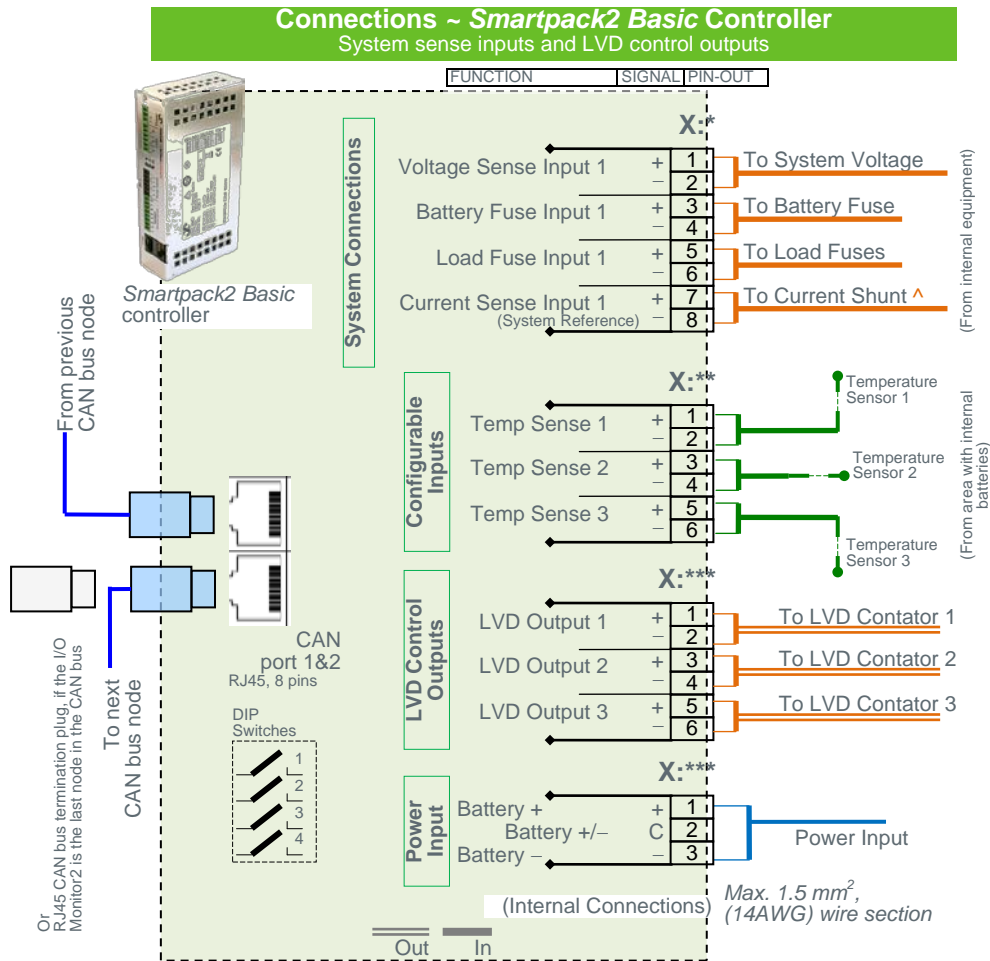 Connections ~ Smartpack2 Basic Controller
System sense inputs and LVD control outputs
FUNCTION SIGNAL PIN-OUT
Smartpack2 Basic
controller
System Connections
X:*
Voltage Sense Input 1 + 1 To System Voltage
− 2
Battery Fuse Input 1 + 3 To Battery Fuse
− 4
Load Fuse Input 1 + 5 To Load Fuses
− 6
Current Sense Input 1 + 7 To Current Shunt ^
(System Reference) − 8
(From internal equipment)
Configurable
Inputs
X:**
Temp Sense 1 + 1
− 2
Temp Sense 2 + 3
− 4
Temp Sense 3 + 5
− 6
Temperature
Sensor 1
Temperature
Sensor 2
Temperature
Sensor 3
(From area with internal
batteries)
From previous
CAN bus node
To next
CAN bus node
Or
RJ45 CAN bus termination plug, if the I/O
Monitor2 is the last node in the CAN bus
CAN
port 1&2
RJ45, 8 pins
DIP
Switches
1
2
3
4
LVD Control
Outputs
X:***
LVD Output 1 + 1 To LVD Contator 1
− 2
LVD Output 2 + 3 To LVD Contator 2
− 4
LVD Output 3 + 5 To LVD Contator 3
− 6
Power
Input
X:***
Battery + + 1
Battery +/− C 2
Battery − − 3
Power Input
(Internal Connections)
Max. 1.5 mm²,
(14AWG) wire section
Out In